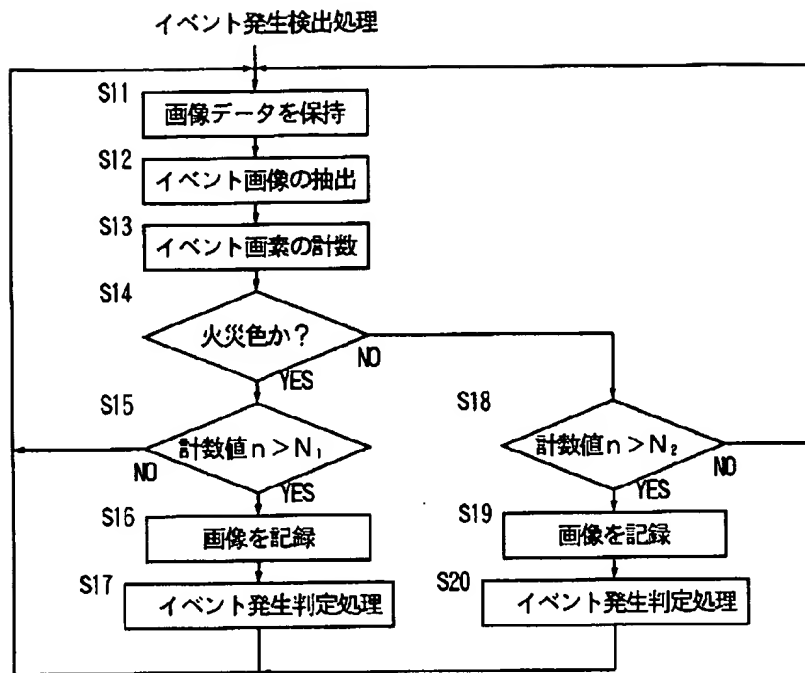 イベント発生検出処理
S11
画像データを保持
S12
イベント画像の抽出
S13
イベント画素の計数
S14
火災色か？
NO
YES
S15
計数値n＞N₁
NO
YES
S16
画像を記録
S17
イベント発生判定処理
S18
計数値n＞N₂
NO
YES
S19
画像を記録
S20
イベント発生判定処理